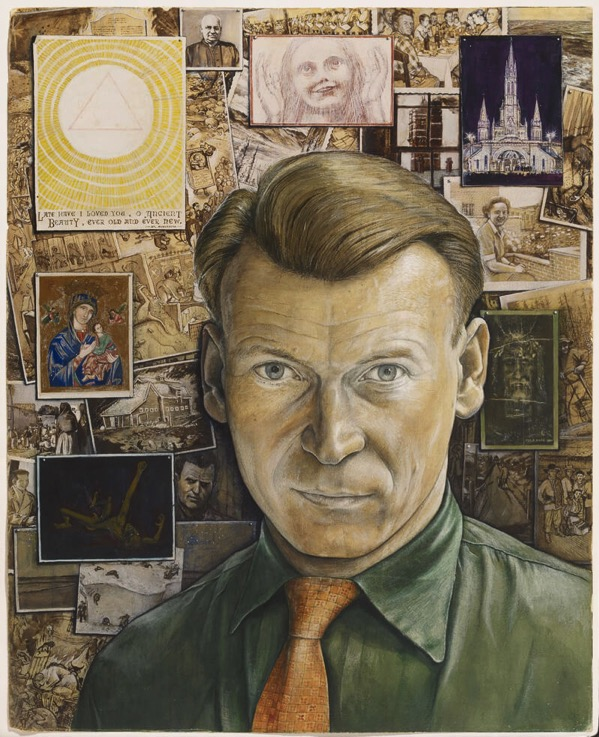 LATE HAVE I LOVED YOU, O ANCIENT
BEAUTY, EVER OLD AND EVER NEW.